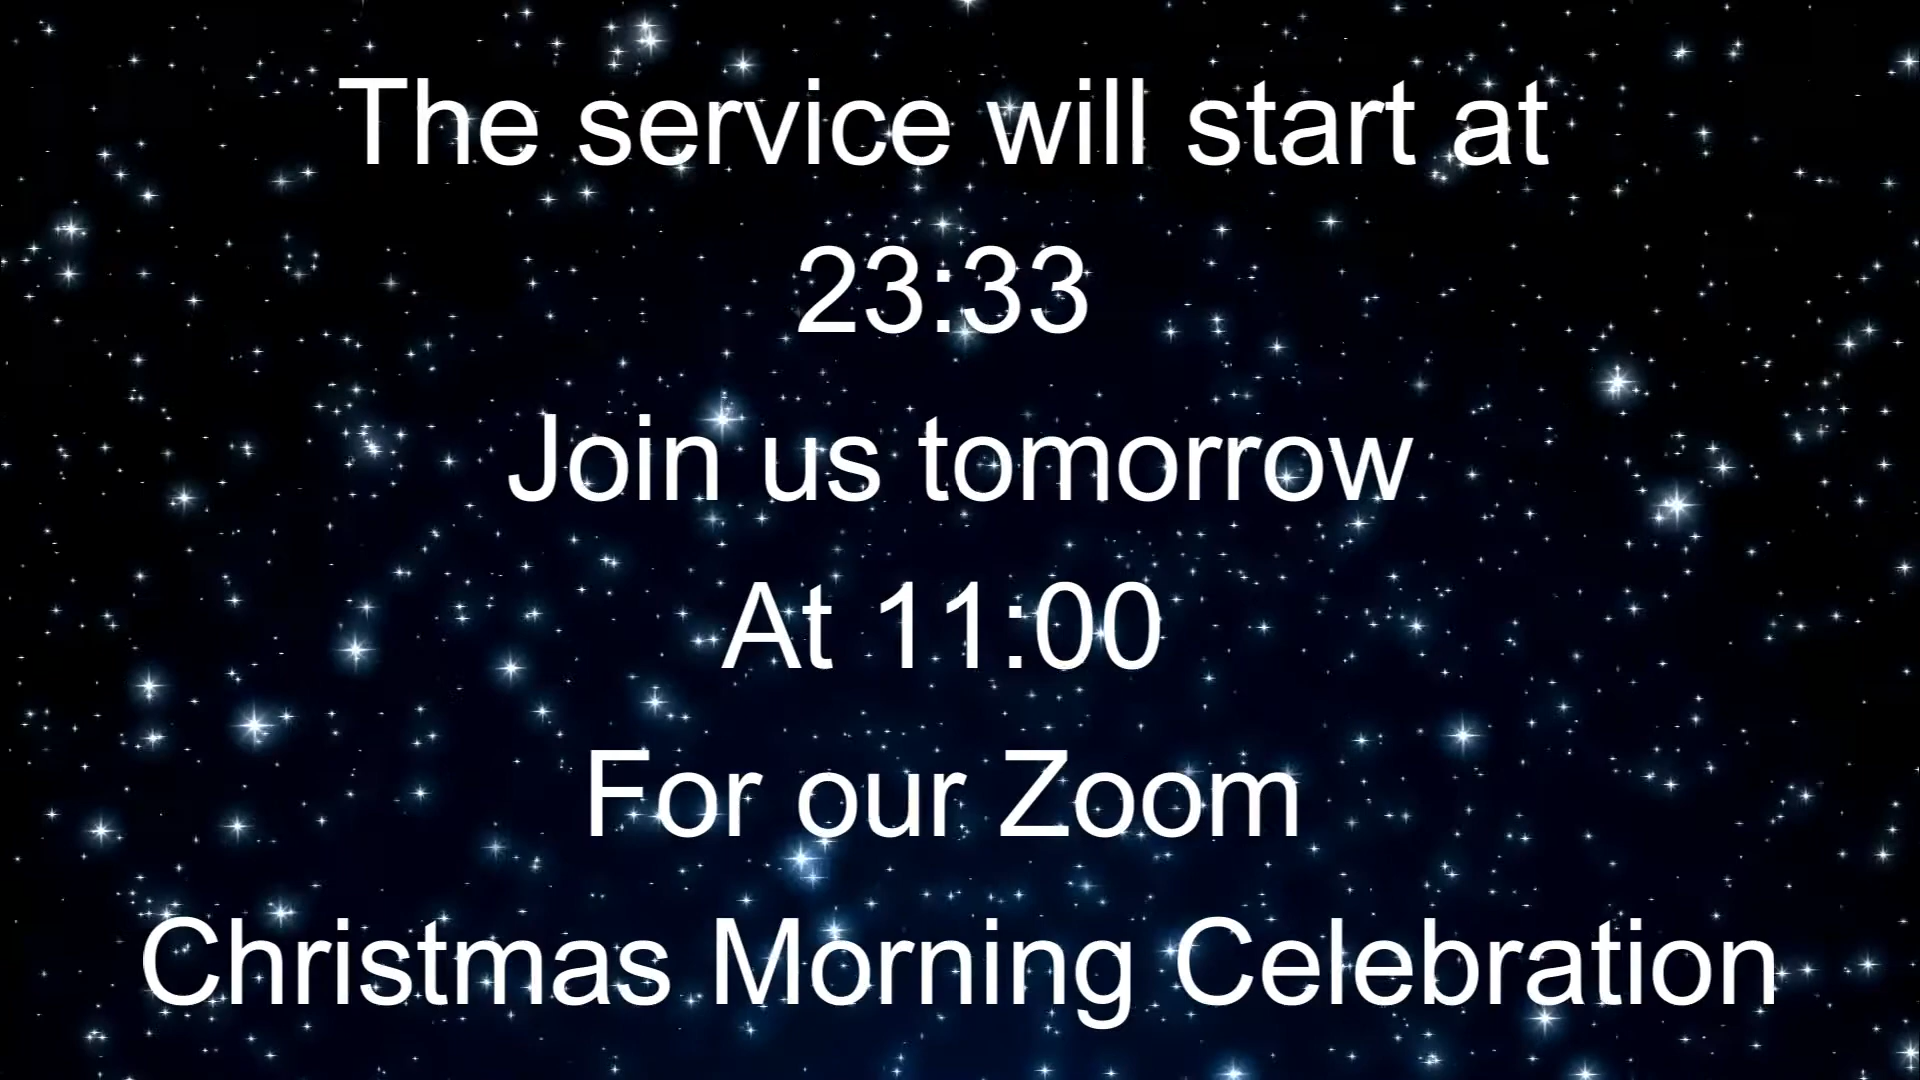 The service will start at
23:33
Join us tomorrow
At 11:00
For our Zoom
Christmas Morning Celebration